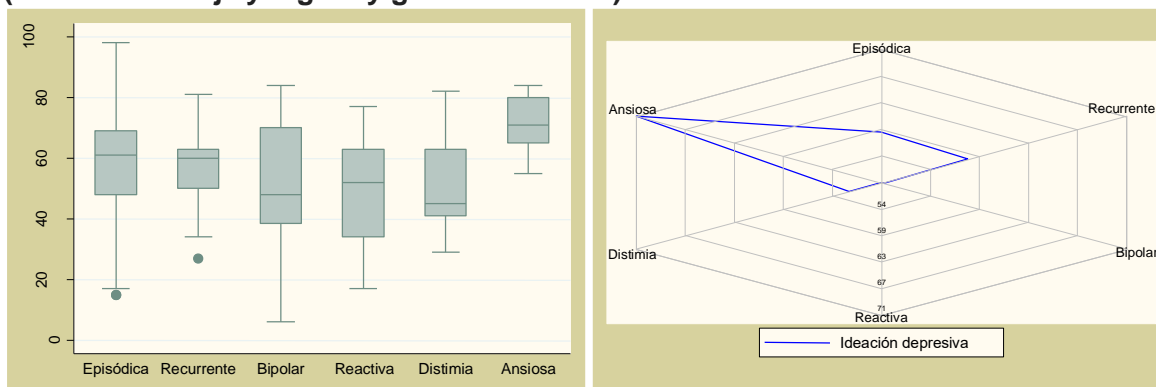 100
80
60
40
20
0
Episódica Recurrente Bipolar Reactiva Distimia Ansiosa
Episódica
Ansiosa
Recurrente
54
59
63
67
71
Distimia
Bipolar
Reactiva
Ideación depresiva